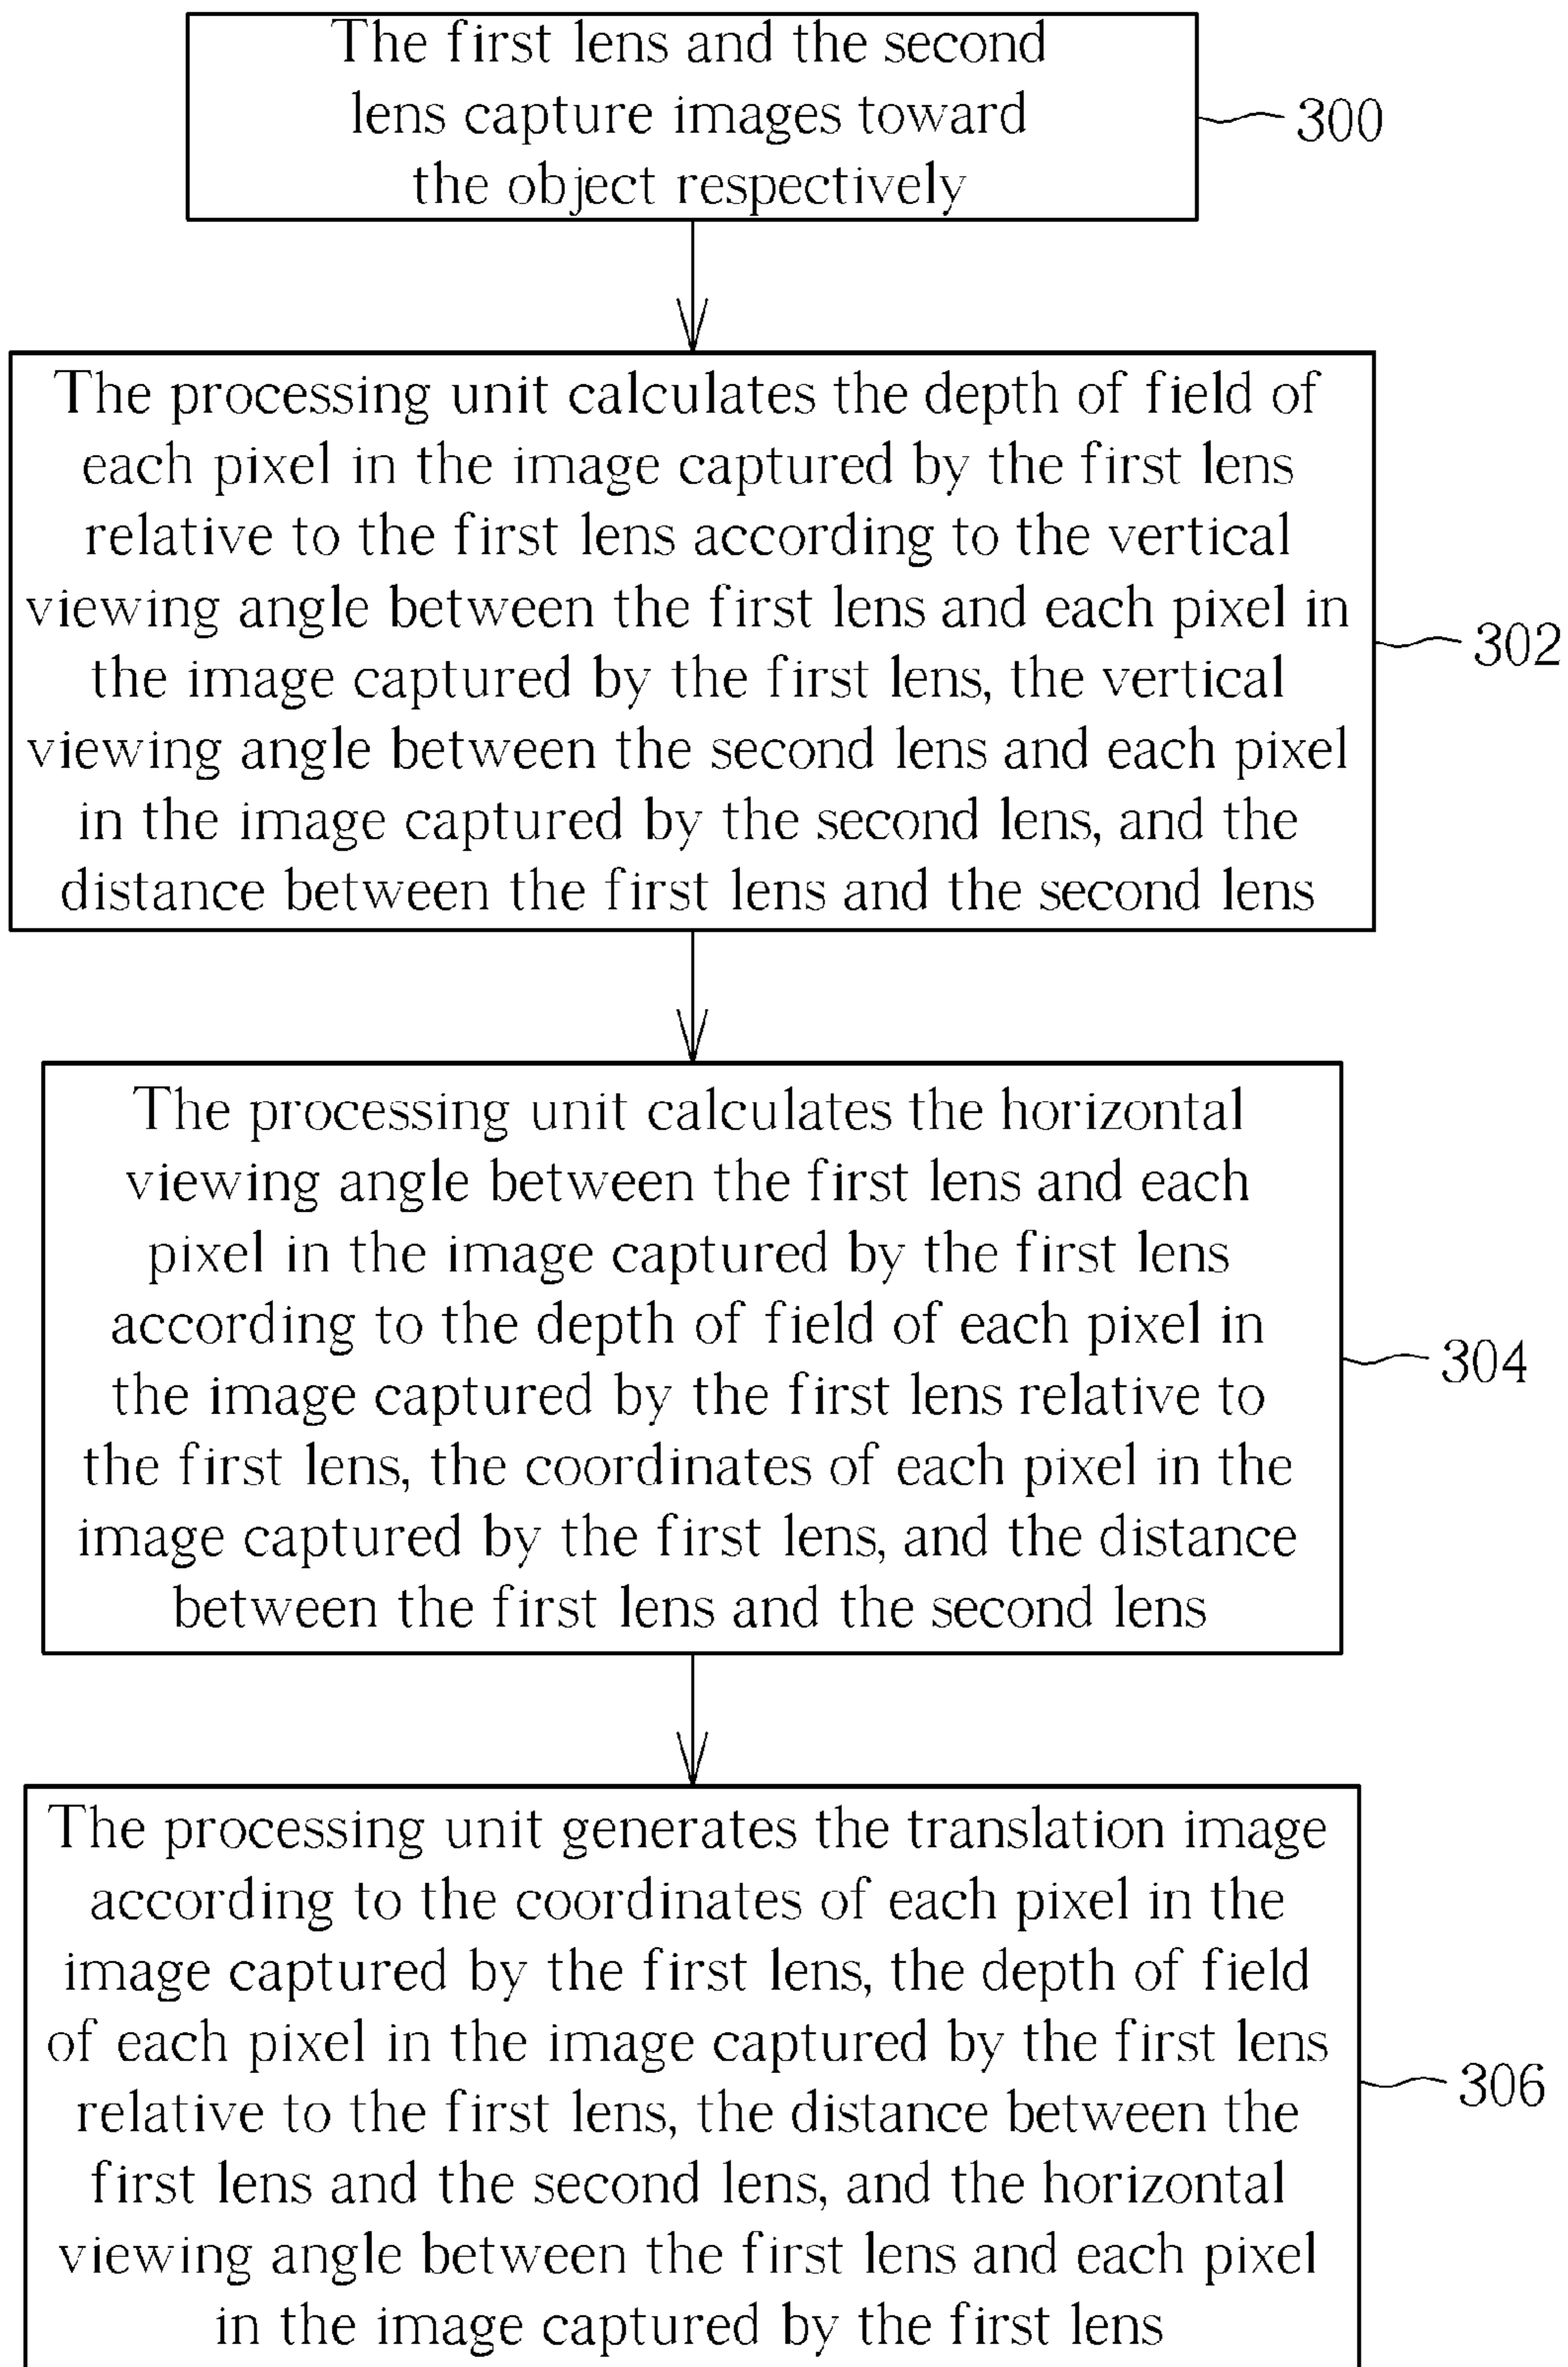 The first lens and the second
lens capture images toward
the object respectively
300
The processing unit calculates the depth of field of
each pixel in the image captured by the first lens
relative to the first lens according to the vertical
viewing angle between the first lens and each pixel in
the image captured by the first lens, the vertical
viewing angle between the second lens and each pixel
in the image captured by the second lens, and the
distance between the first lens and the second lens
302
The processing unit calculates the horizontal
viewing angle between the first lens and each
pixel in the image captured by the first lens
according to the depth of field of each pixel in
the image captured by the first lens relative to
the first lens, the coordinates of each pixel in the
image captured by the first lens, and the distance
between the first lens and the second lens
304
The processing unit generates the translation image
according to the coordinates of each pixel in the
image captured by the first lens, the depth of field
of each pixel in the image captured by the first lens
relative to the first lens, the distance between the
first lens and the second lens, and the horizontal
viewing angle between the first lens and each pixel
in the image captured by the first lens
306